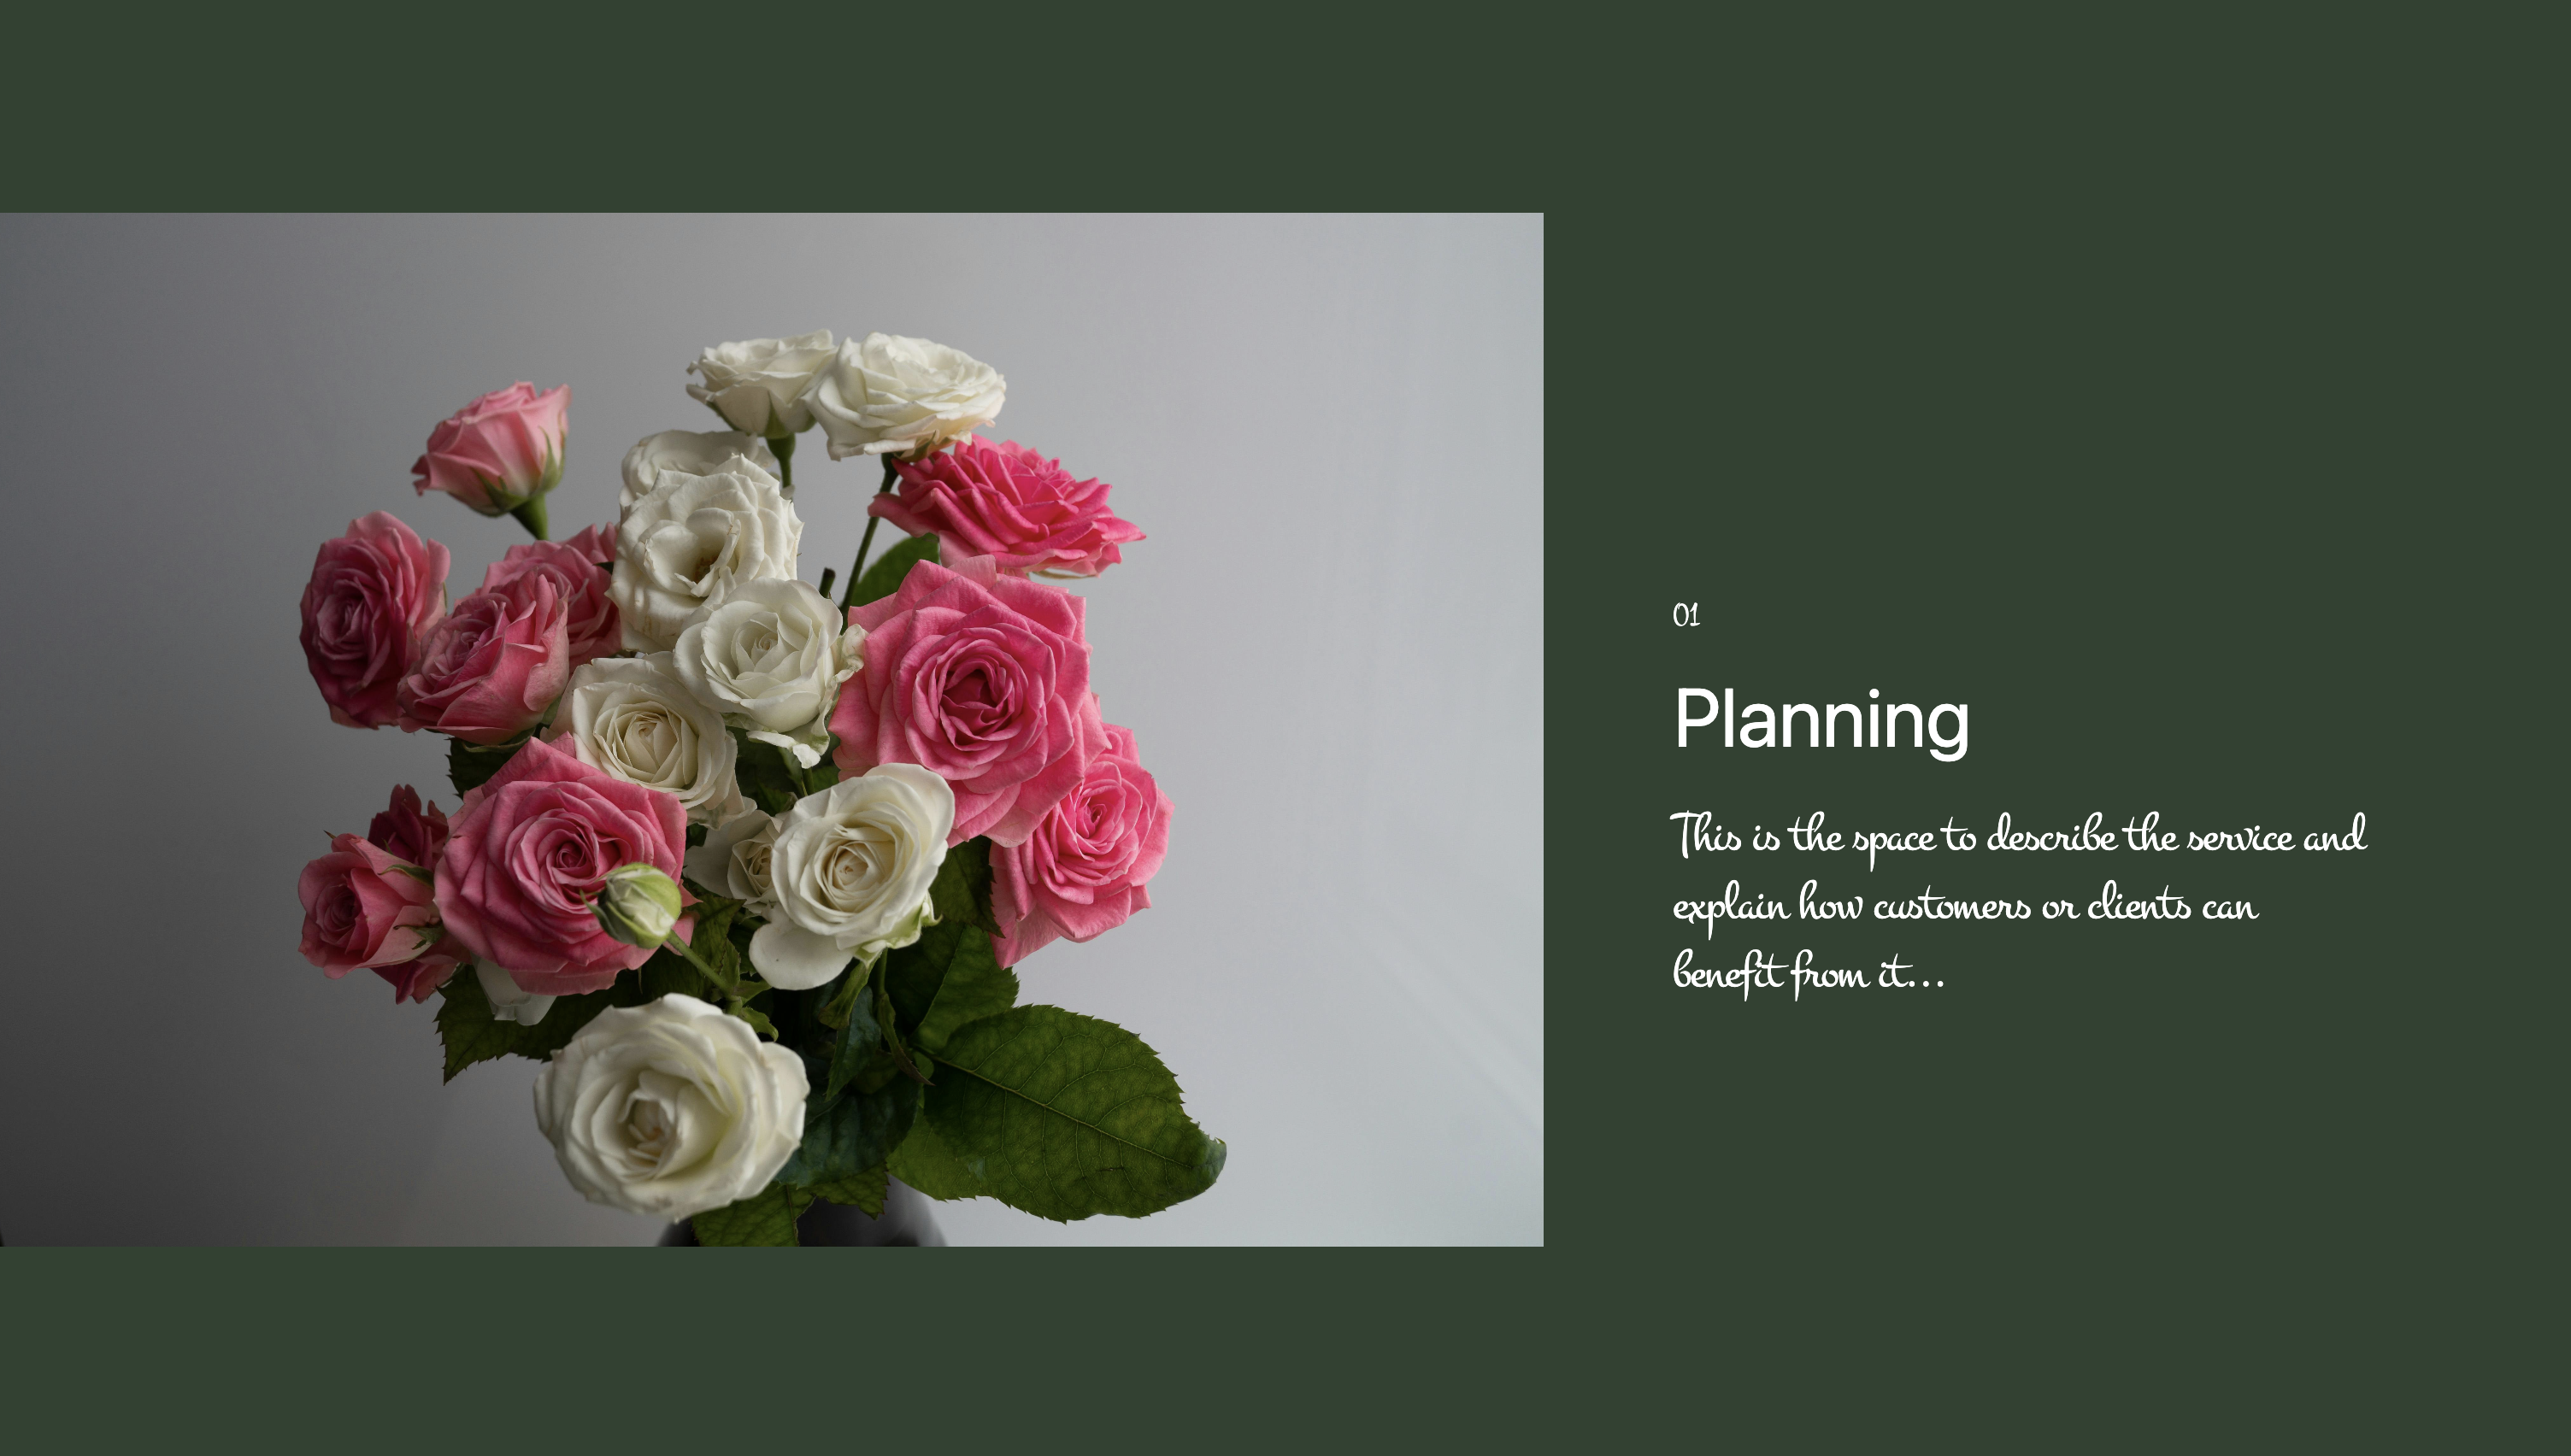 01
Planning
This is the space to describe the service and
explain how customers or clients can
benefit from it...